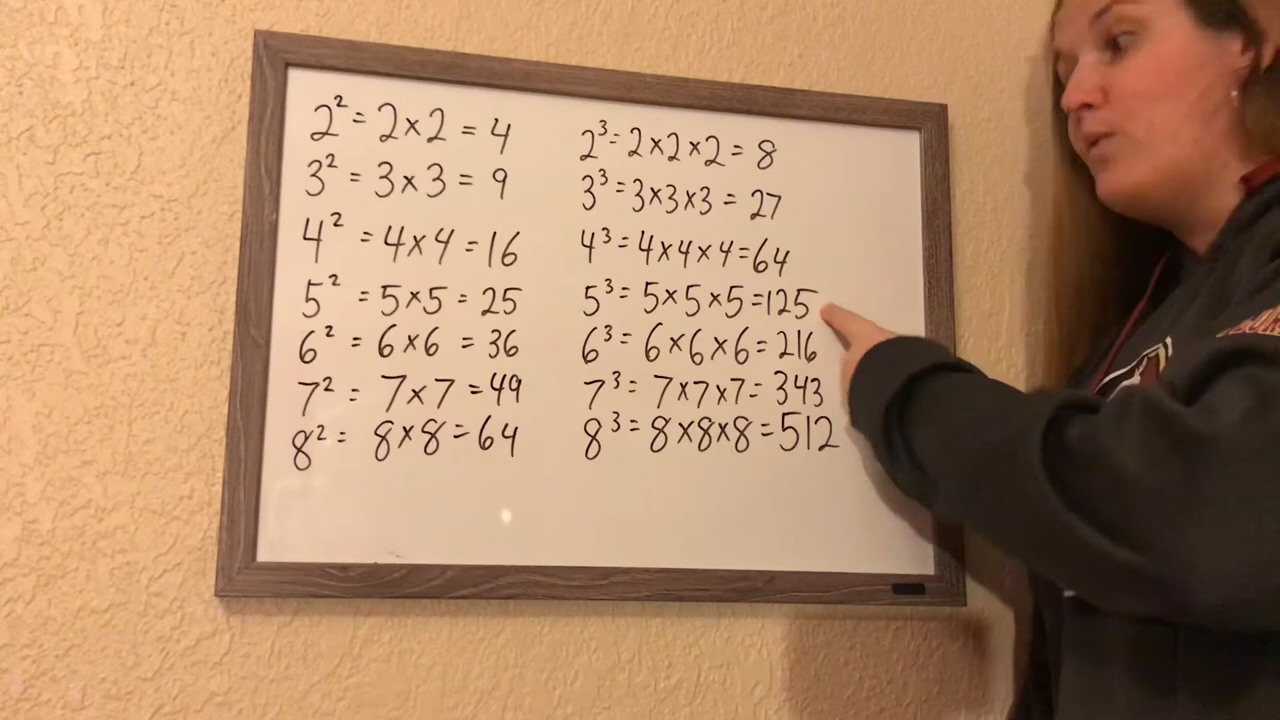 2² = 2 × 2 = 4
3² = 3 × 3 = 9
4² = 4 × 4 = 16
5² = 5 × 5 = 25
6² = 6 × 6 = 36
7² = 7 × 7 = 49
8² = 8 × 8 = 64
2³ = 2 × 2 × 2 = 8
3³ = 3 × 3 × 3 = 27
4³ = 4 × 4 × 4 = 64
5³ = 5 × 5 × 5 = 125
6³ = 6 × 6 × 6 = 216
7³ = 7 × 7 × 7 = 343
8³ = 8 × 8 × 8 = 512